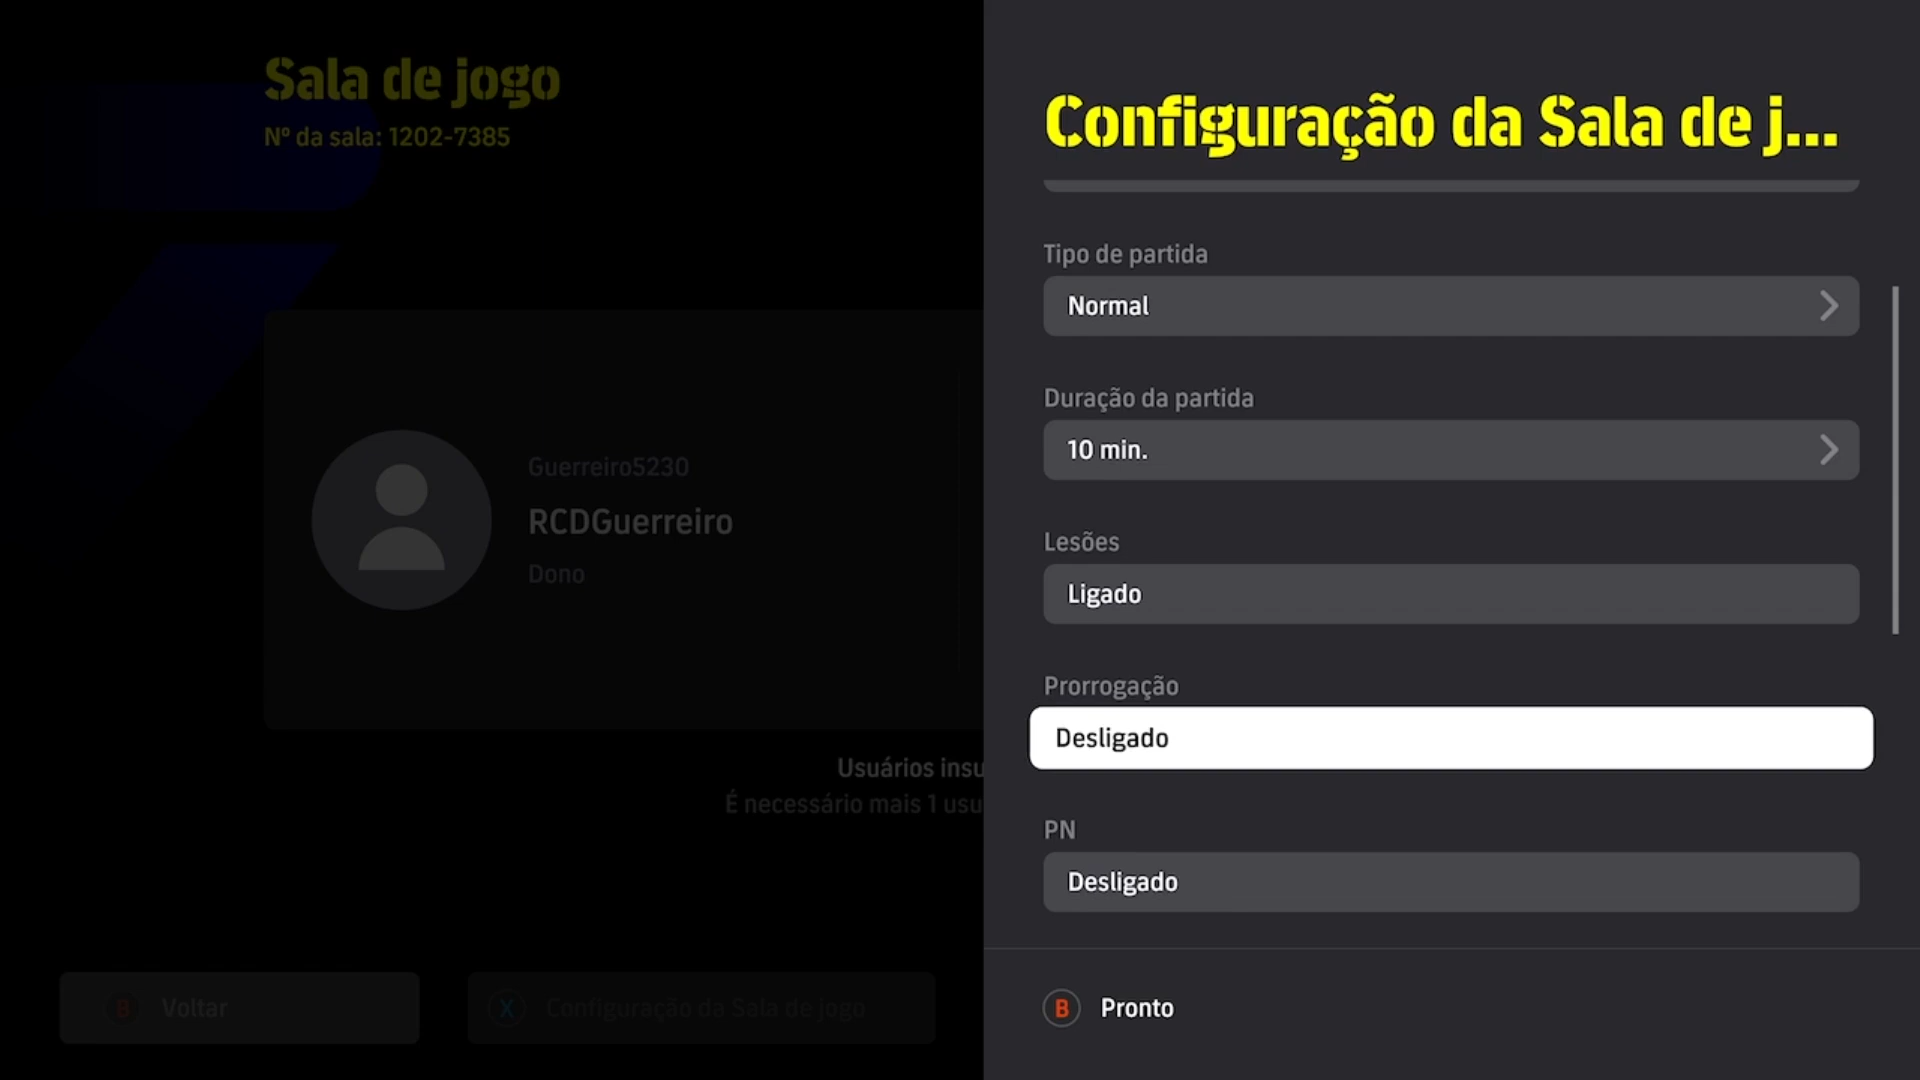 Sala de jogo
Nº da sala: 1202-7385
Guerreiro5230
RCDGuerreiro
Dono
Usuários insu
É necessário mais 1 usu
B Voltar
X Configuração da Sala de jogo
Configuração da Sala de j...
Tipo de partida
Normal
Duração da partida
10 min.
Lesões
Ligado
Prorrogação
Desligado
PN
Desligado
B Pronto